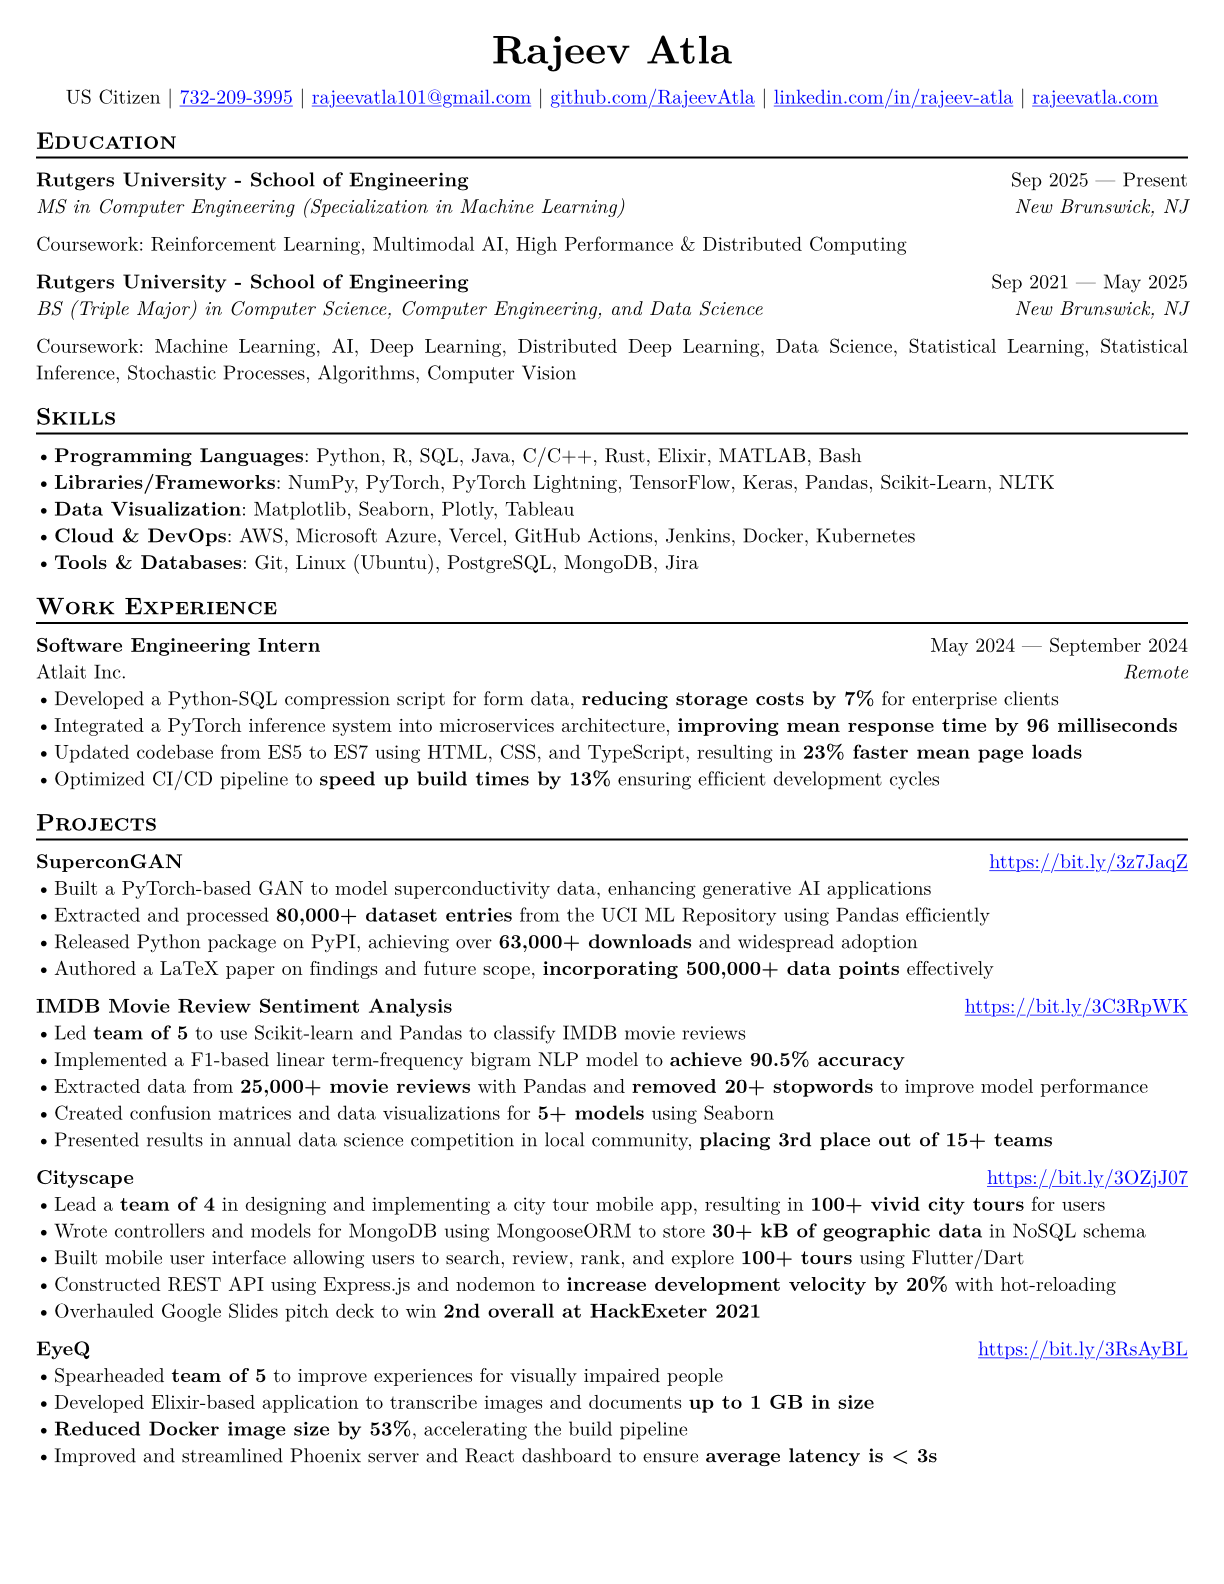 Rajeev Atla
US Citizen | 732-209-3995 | rajeevatla101@gmail.com | github.com/RajeevAtla | linkedin.com/in/rajeev-atla | rajeevatla.com
Education
Rutgers University - School of Engineering Sep 2025 — Present
MS in Computer Engineering (Specialization in Machine Learning) New Brunswick, NJ
Coursework: Reinforcement Learning, Multimodal AI, High Performance & Distributed Computing
Rutgers University - School of Engineering Sep 2021 — May 2025
BS (Triple Major) in Computer Science, Computer Engineering, and Data Science New Brunswick, NJ
Coursework: Machine Learning, AI, Deep Learning, Distributed Deep Learning, Data Science, Statistical Learning, Statistical
Inference, Stochastic Processes, Algorithms, Computer Vision
Skills
• Programming Languages: Python, R, SQL, Java, C/C++, Rust, Elixir, MATLAB, Bash
• Libraries/Frameworks: NumPy, PyTorch, PyTorch Lightning, TensorFlow, Keras, Pandas, Scikit-Learn, NLTK
• Data Visualization: Matplotlib, Seaborn, Plotly, Tableau
• Cloud & DevOps: AWS, Microsoft Azure, Vercel, GitHub Actions, Jenkins, Docker, Kubernetes
• Tools & Databases: Git, Linux (Ubuntu), PostgreSQL, MongoDB, Jira
Work Experience
Software Engineering Intern May 2024 — September 2024
Atlait Inc. Remote
• Developed a Python-SQL compression script for form data, reducing storage costs by 7% for enterprise clients
• Integrated a PyTorch inference system into microservices architecture, improving mean response time by 96 milliseconds
• Updated codebase from ES5 to ES7 using HTML, CSS, and TypeScript, resulting in 23% faster mean page loads
• Optimized CI/CD pipeline to speed up build times by 13% ensuring efficient development cycles
Projects
SuperconGAN https://bit.ly/3z7JaqZ
• Built a PyTorch-based GAN to model superconductivity data, enhancing generative AI applications
• Extracted and processed 80,000+ dataset entries from the UCI ML Repository using Pandas efficiently
• Released Python package on PyPI, achieving over 63,000+ downloads and widespread adoption
• Authored a LaTeX paper on findings and future scope, incorporating 500,000+ data points effectively
IMDB Movie Review Sentiment Analysis https://bit.ly/3C3RpWK
• Led team of 5 to use Scikit-learn and Pandas to classify IMDB movie reviews
• Implemented a F1-based linear term-frequency bigram NLP model to achieve 90.5% accuracy
• Extracted data from 25,000+ movie reviews with Pandas and removed 20+ stopwords to improve model performance
• Created confusion matrices and data visualizations for 5+ models using Seaborn
• Presented results in annual data science competition in local community, placing 3rd place out of 15+ teams
Cityscape https://bit.ly/3OZjJ07
• Lead a team of 4 in designing and implementing a city tour mobile app, resulting in 100+ vivid city tours for users
• Wrote controllers and models for MongoDB using MongooseORM to store 30+ kB of geographic data in NoSQL schema
• Built mobile user interface allowing users to search, review, rank, and explore 100+ tours using Flutter/Dart
• Constructed REST API using Express.js and nodemon to increase development velocity by 20% with hot-reloading
• Overhauled Google Slides pitch deck to win 2nd overall at HackExeter 2021
EyeQ https://bit.ly/3RsAyBL
• Spearheaded team of 5 to improve experiences for visually impaired people
• Developed Elixir-based application to transcribe images and documents up to 1 GB in size
• Reduced Docker image size by 53%, accelerating the build pipeline
• Improved and streamlined Phoenix server and React dashboard to ensure average latency is < 3s